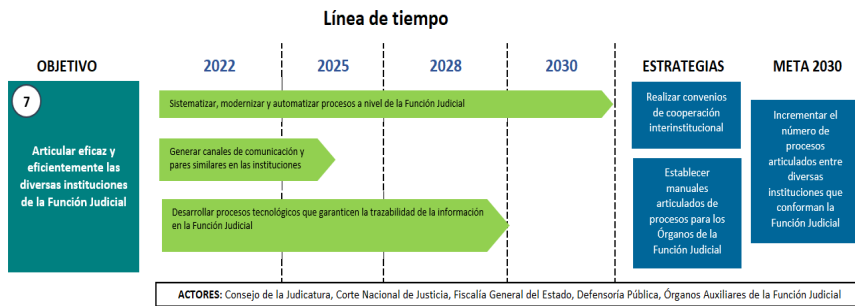 Línea de tiempo
OBJETIVO
2022
2025
2028
2030
ESTRATEGIAS
META 2030
7
Articular eficaz y
eficientemente las
diversas instituciones
de la Función Judicial
Sistematizar, modernizar y automatizar procesos a nivel de la Función Judicial
Generar canales de comunicación y
pares similares en las instituciones
Desarrollar procesos tecnológicos que garanticen la trazabilidad de la información
en la Función Judicial
Realizar convenios
de cooperación
interinstitucional
Establecer
manuales
articulados de
procesos para los
Órganos de la
Función Judicial
Incrementar el
número de
procesos
articulados entre
diversas
instituciones que
conforman la
Función Judicial
ACTORES: Consejo de la Judicatura, Corte Nacional de Justicia, Fiscalía General del Estado, Defensoría Pública, Órganos Auxiliares de la Función Judicial